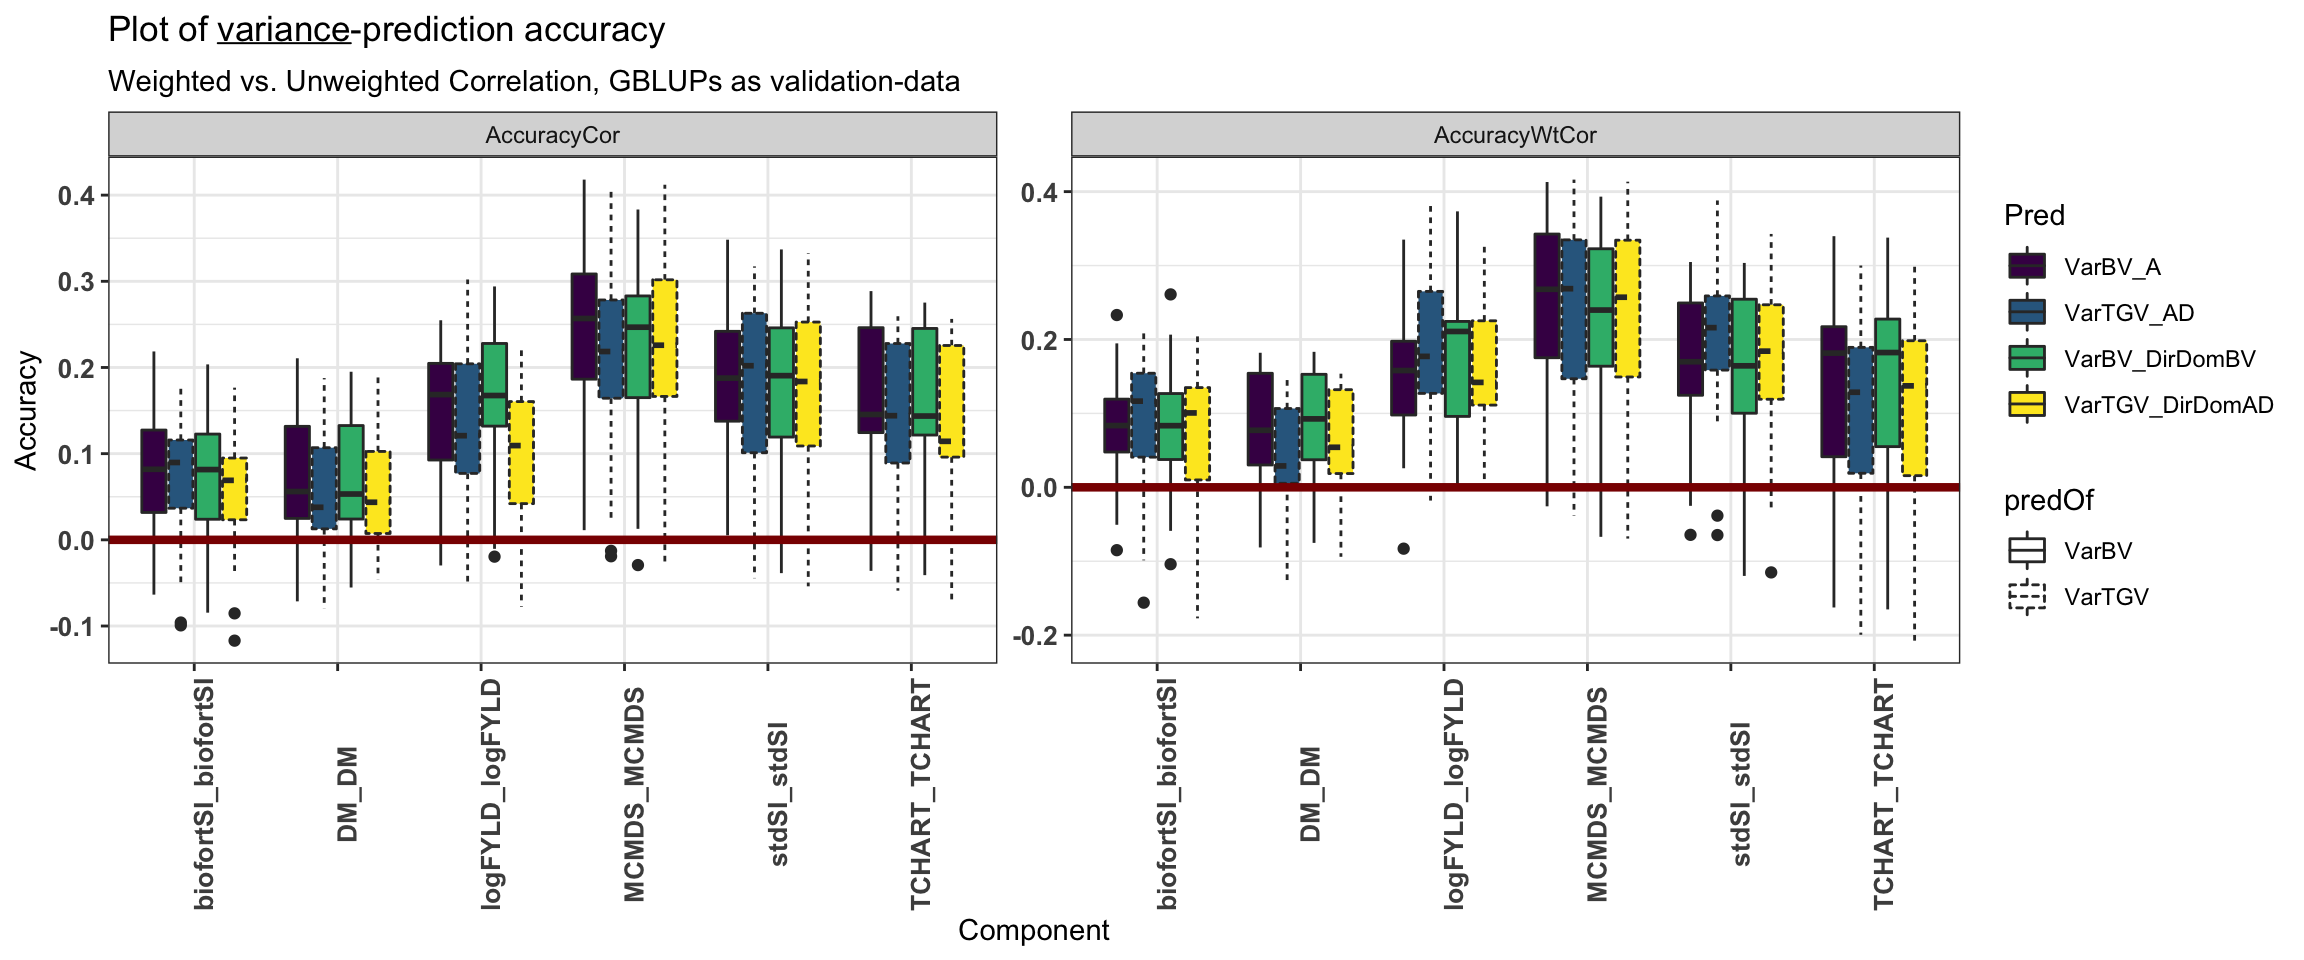 Plot of variance-prediction accuracy
Weighted vs. Unweighted Correlation, GBLUPs as validation-data
AccuracyCor
AccuracyWtCor
Accuracy
0.4
0.3
0.2
0.1
0.0
-0.1
0.4
0.2
0.0
-0.2
biofortSI_biofortSI
DM_DM
logFYLD_logFYLD
MCMDS_MCMDS
stdSI_stdSI
TCHART_TCHART
biofortSI_biofortSI
DM_DM
logFYLD_logFYLD
MCMDS_MCMDS
stdSI_stdSI
TCHART_TCHART
Component
Pred
VarBV_A
VarTGV_AD
VarBV_DirDomBV
VarTGV_DirDomAD
predOf
VarBV
VarTGV